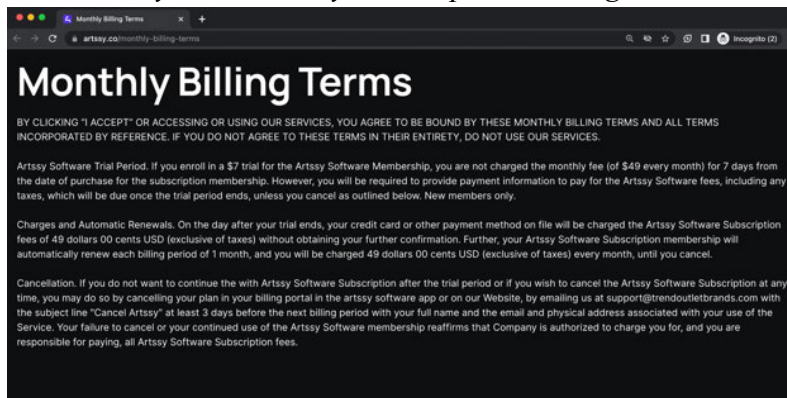 Monthly Billing Terms
artssy.co/monthly-billing-terms
Incognito (2)
Monthly Billing Terms
BY CLICKING "I ACCEPT" OR ACCESSING OR USING OUR SERVICES, YOU AGREE TO BE BOUND BY THESE MONTHLY BILLING TERMS AND ALL TERMS
INCORPORATED BY REFERENCE. IF YOU DO NOT AGREE TO THESE TERMS IN THEIR ENTIRETY, DO NOT USE OUR SERVICES.
Artssy Software Trial Period. If you enroll in a $7 trial for the Artssy Software Membership, you are not charged the monthly fee (of $49 every month) for 7 days from
the date of purchase for the subscription membership. However, you will be required to provide payment information to pay for the Artssy Software fees, including any
taxes, which will be due once the trial period ends, unless you cancel as outlined below. New members only.
Charges and Automatic Renewals. On the day after your trial ends, your credit card or other payment method on file will be charged the Artssy Software Subscription
fees of 49 dollars 00 cents USD (exclusive of taxes) without obtaining your further confirmation. Further, your Artssy Software Subscription membership will
automatically renew each billing period of 1 month, and you will be charged 49 dollars 00 cents USD (exclusive of taxes) every month, until you cancel.
Cancellation. If you do not want to continue the with Artssy Software Subscription after the trial period or if you wish to cancel the Artssy Software Subscription at any
time, you may do so by cancelling your plan in your billing portal in the artssy software app or on our Website, by emailing us at support@trendoutletbrands.com with
the subject line "Cancel Artssy" at least 3 days before the next billing period with your full name and the email and physical address associated with your use of the
Service. Your failure to cancel or your continued use of the Artssy Software membership reaffirms that Company is authorized to charge you for, and you are
responsible for paying, all Artssy Software Subscription fees.